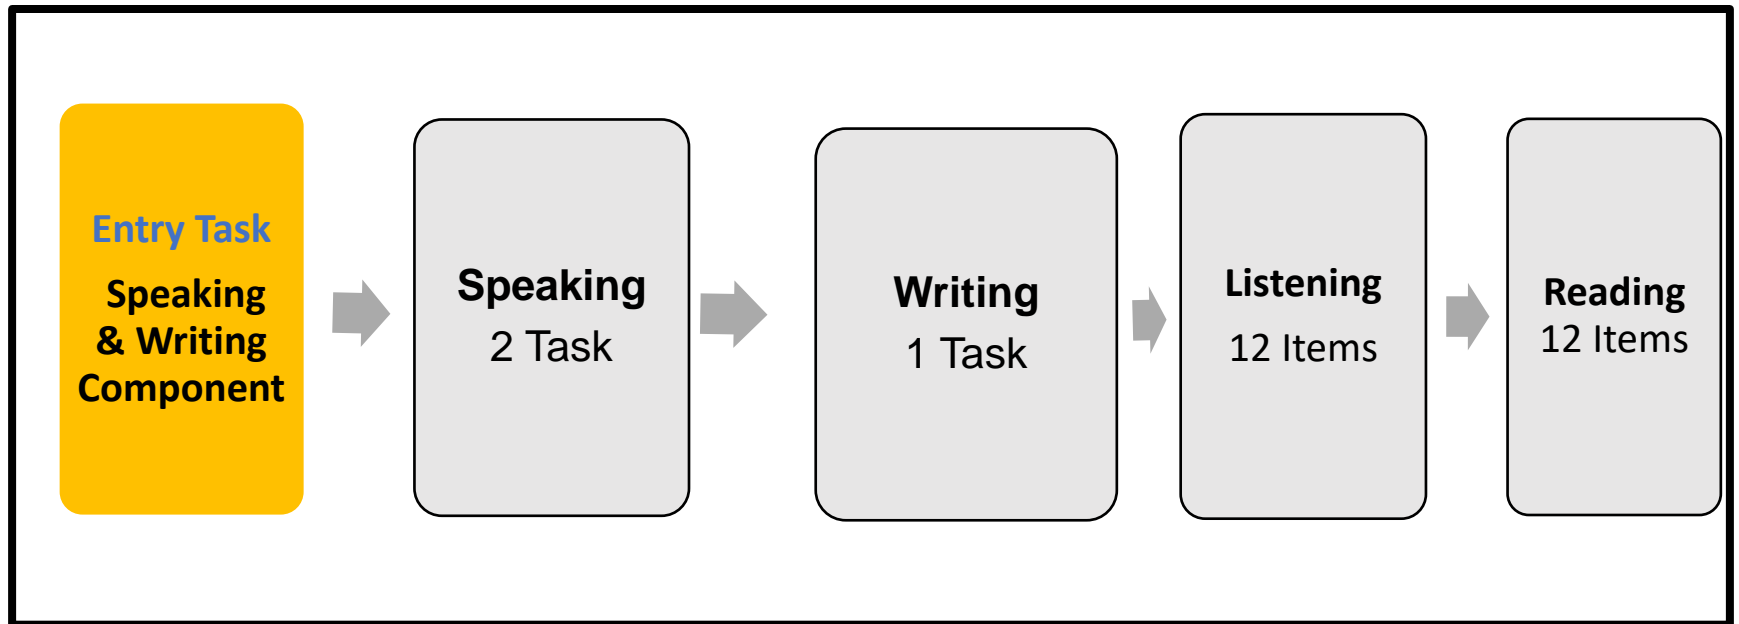 Entry Task
Speaking
& Writing
Component
Speaking
2 Task
Writing
1 Task
Listening
12 Items
Reading
12 Items